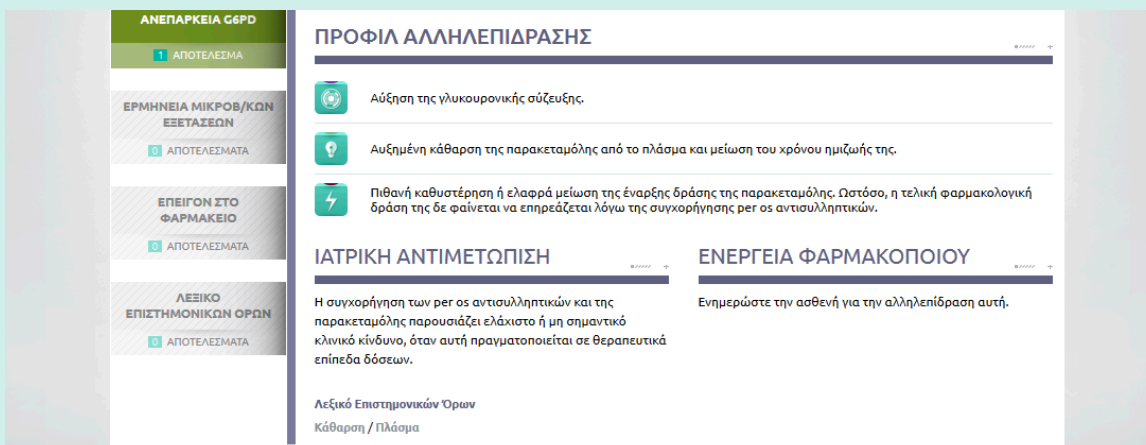 ΑΝΕΠΑΡΚΕΙΑ G6PD
1 ΑΠΟΤΕΛΕΣΜΑ
ΕΡΜΗΝΕΙΑ ΜΙΚΡΟΒ/ΚΩΝ
ΕΞΕΤΑΣΕΩΝ
0 ΑΠΟΤΕΛΕΣΜΑΤΑ
ΕΠΕΙΓΟΝ ΣΤΟ
ΦΑΡΜΑΚΕΙΟ
0 ΑΠΟΤΕΛΕΣΜΑΤΑ
ΛΕΞΙΚΟ
ΕΠΙΣΤΗΜΟΝΙΚΩΝ ΟΡΩΝ
0 ΑΠΟΤΕΛΕΣΜΑΤΑ
ΠΡΟΦΙΛ ΑΛΛΗΛΕΠΙΔΡΑΣΗΣ
Αύξηση της γλυκουρονικής σύζευξης.
Αυξημένη κάθαρση της παρακεταμόλης από το πλάσμα και μείωση του χρόνου ημιζωής της.
Πιθανή καθυστέρηση ή ελαφρά μείωση της έναρξης δράσης της παρακεταμόλης. Ωστόσο, η τελική φαρμακολογική
δράση της δε φαίνεται να επηρεάζεται λόγω της συγχορήγησης per os αντισυλληπτικών.
ΙΑΤΡΙΚΗ ΑΝΤΙΜΕΤΩΠΙΣΗ
Η συγχορήγηση των per os αντισυλληπτικών και της
παρακεταμόλης παρουσιάζει ελάχιστο ή μη σημαντικό
κλινικό κίνδυνο, όταν αυτή πραγματοποιείται σε θεραπευτικά
επίπεδα δόσεων.
Λεξικό Επιστημονικών Όρων
Κάθαρση / Πλάσμα
ΕΝΕΡΓΕΙΑ ΦΑΡΜΑΚΟΠΟΙΟΥ
Ενημερώστε την ασθενή για την αλληλεπίδραση αυτή.